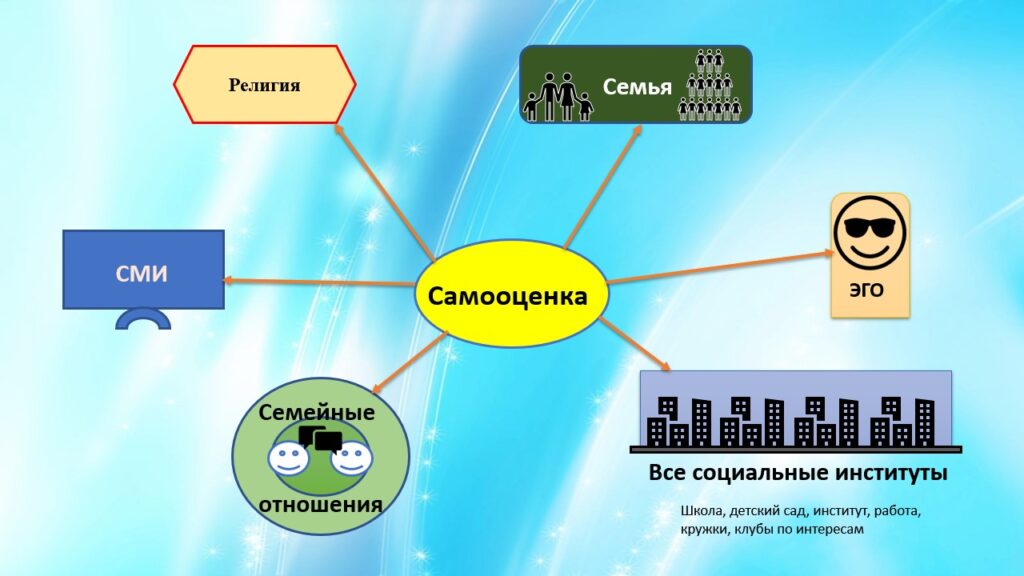 Религия
Семья
СМИ
Самооценка
ЭГО
Семейные
отношения
Все социальные институты
Школа, детский сад, институт, работа,
кружки, клубы по интересам